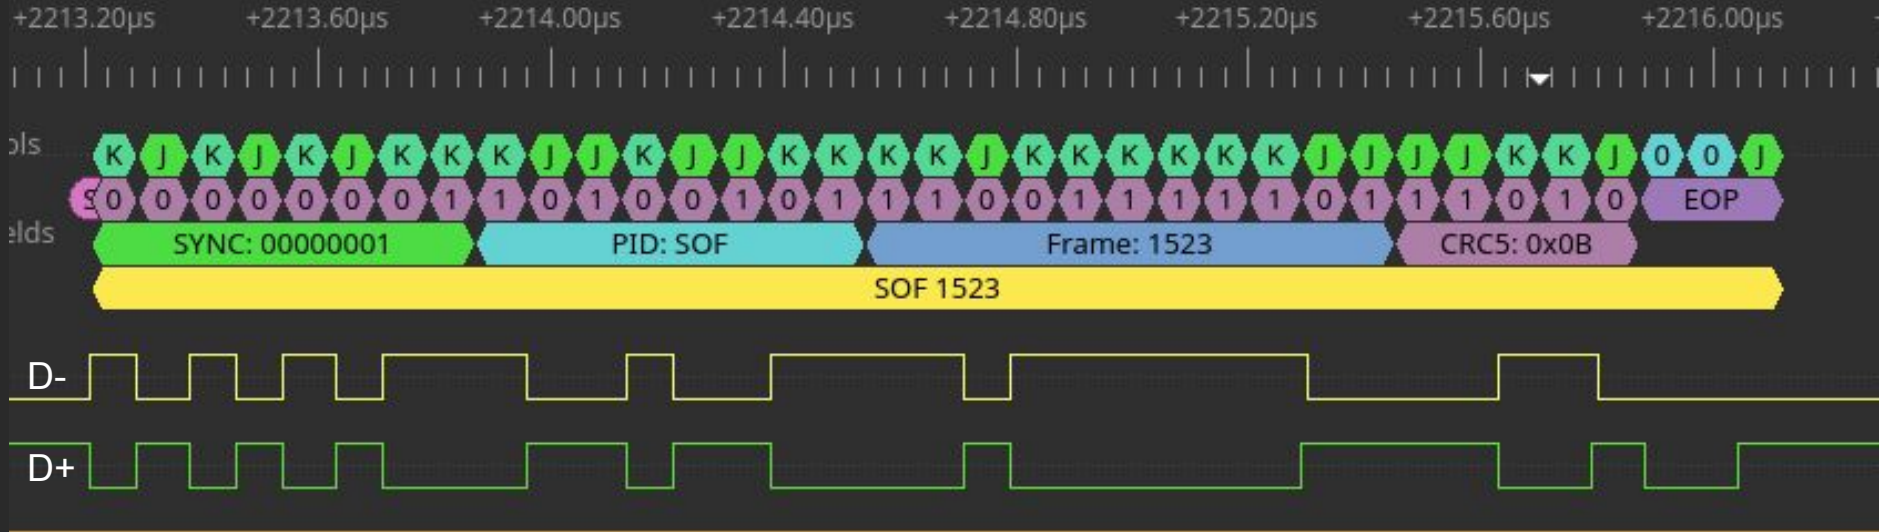 +2213.20µs +2213.60µs +2214.00µs +2214.40µs +2214.80µs +2215.20µs +2215.60µs +2216.00µs
ols K J K J K J K K K J J K J J K K K K J K K K K K K J J J J K K J 0 0 J
S 0 0 0 0 0 0 0 1 1 0 1 0 0 1 0 1 1 1 0 0 1 1 1 1 1 0 1 1 1 0 1 0 EOP
elds SYNC: 00000001 PID: SOF Frame: 1523 CRC5: 0x0B
SOF 1523
D-
D+